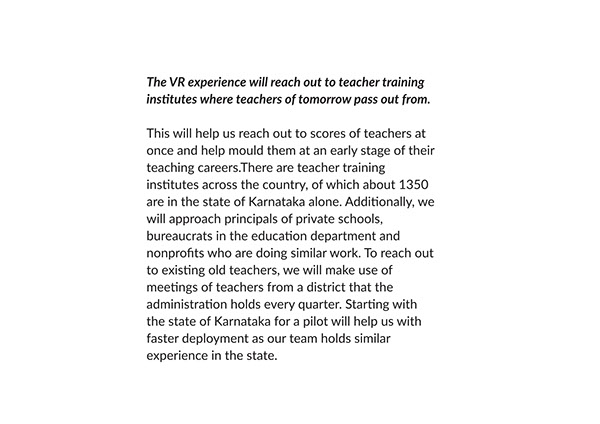 The VR experience will reach out to teacher training
institutes where teachers of tomorrow pass out from.
This will help us reach out to scores of teachers at
once and help mould them at an early stage of their
teaching careers.There are teacher training
institutes across the country, of which about 1350
are in the state of Karnataka alone. Additionally, we
will approach principals of private schools,
bureaucrats in the education department and
nonprofits who are doing similar work. To reach out
to existing old teachers, we will make use of
meetings of teachers from a district that the
administration holds every quarter. Starting with
the state of Karnataka for a pilot will help us with
faster deployment as our team holds similar
experience in the state.